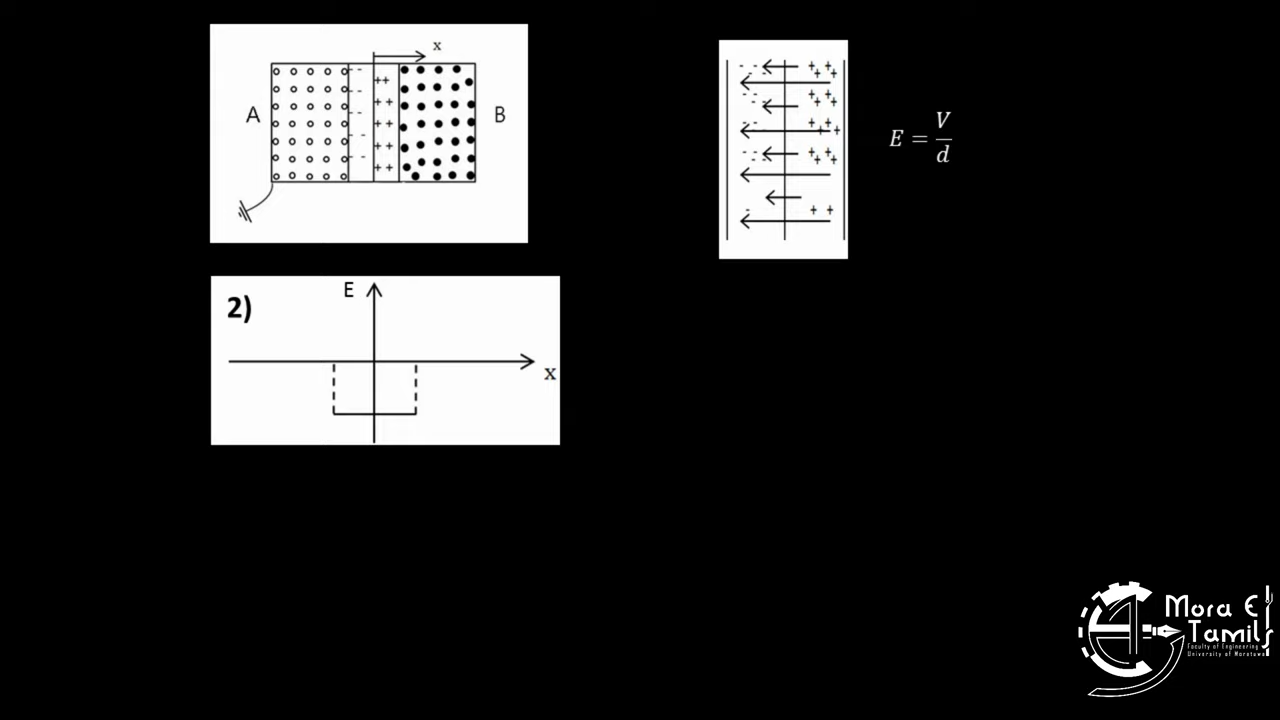 x
A
B
E = V/d
2)
E
x
Mora E
Tamils
Faculty of Engineering
University of Moratuwa